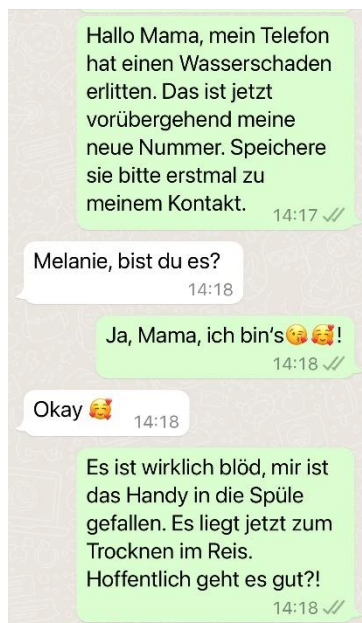 Hallo Mama, mein Telefon
hat einen Wasserschaden
erlitten. Das ist jetzt
vorübergehend meine
neue Nummer. Speichere
sie bitte erstmal zu
meinem Kontakt.
14:17
Melanie, bist du es?
14:18
Ja, Mama, ich bin‘s😘🥰!
14:18
Okay 🥰
14:18
Es ist wirklich blöd, mir ist
das Handy in die Spüle
gefallen. Es liegt jetzt zum
Trocknen im Reis.
Hoffentlich geht es gut?!
14:18